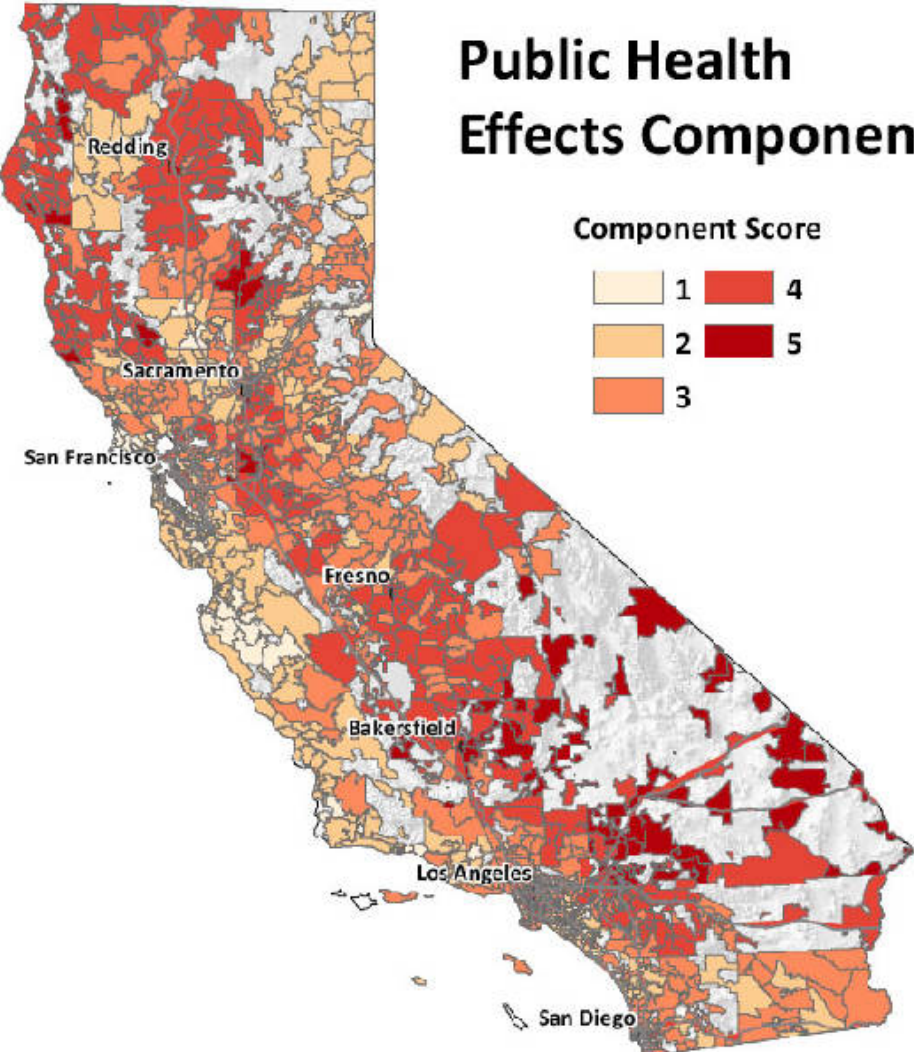 Public Health
Effects Componen
Component Score
1
4
2
5
3
Redding
Sacramento
San Francisco
Fresno
Bakersfield
Los Angeles
San Diego